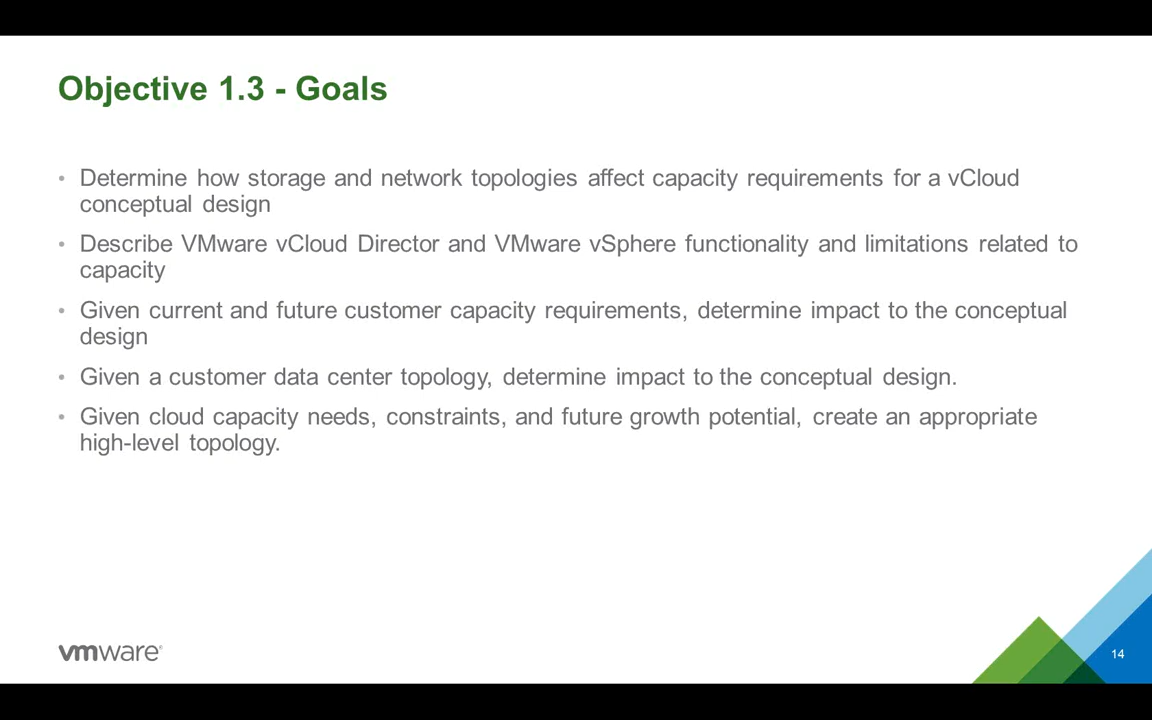 Objective 1.3 - Goals
• Determine how storage and network topologies affect capacity requirements for a vCloud
conceptual design
• Describe VMware vCloud Director and VMware vSphere functionality and limitations related to
capacity
• Given current and future customer capacity requirements, determine impact to the conceptual
design
• Given a customer data center topology, determine impact to the conceptual design.
• Given cloud capacity needs, constraints, and future growth potential, create an appropriate
high-level topology.
vmware®
14